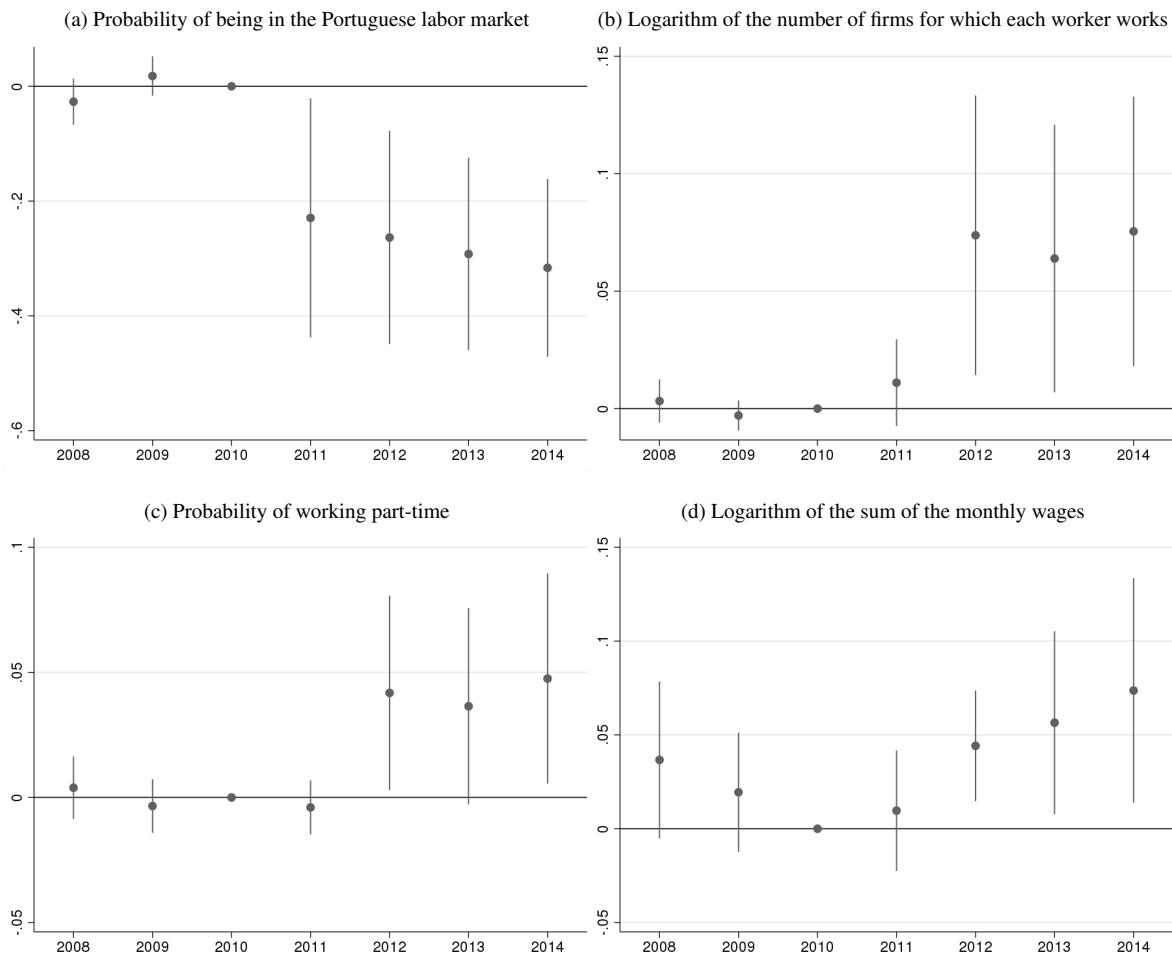 (a) Probability of being in the Portuguese labor market
0
-.2
-.4
-.6
2008 2009 2010 2011 2012 2013 2014
(b) Logarithm of the number of firms for which each worker works
.15
.1
.05
0
2008 2009 2010 2011 2012 2013 2014
(c) Probability of working part-time
.1
.05
0
-.05
2008 2009 2010 2011 2012 2013 2014
(d) Logarithm of the sum of the monthly wages
.15
.1
.05
0
-.05
2008 2009 2010 2011 2012 2013 2014